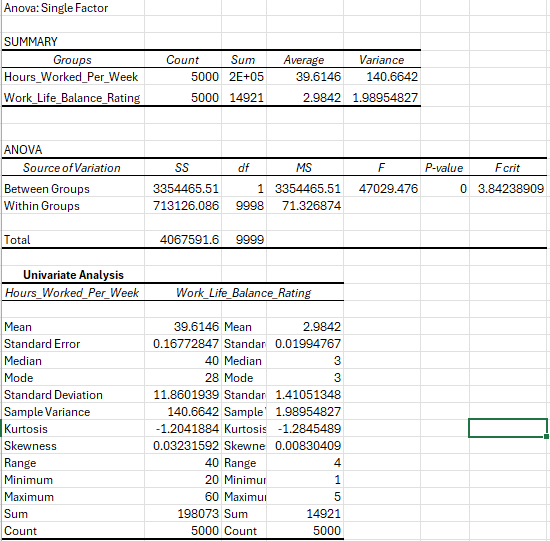 Anova: Single Factor
SUMMARY
Groups Count Sum Average Variance
Hours_Worked_Per_Week 5000 2E+05 39.6146 140.6642
Work_Life_Balance_Rating 5000 14921 2.9842 1.98954827
ANOVA
Source of Variation SS df MS F P-value F crit
Between Groups 3354465.51 1 3354465.51 47029.476 0 3.84238909
Within Groups 713126.086 9998 71.326874
Total 4067591.6 9999
Univariate Analysis
Hours_Worked_Per_Week Work_Life_Balance_Rating
Mean 39.6146 Mean 2.9842
Standard Error 0.16772847 Standar 0.01994767
Median 40 Median 3
Mode 28 Mode 3
Standard Deviation 11.8601939 Standar 1.41051348
Sample Variance 140.6642 Sample 1.98954827
Kurtosis -1.2041884 Kurtosis -1.2845489
Skewness 0.03231592 Skewne 0.00830409
Range 40 Range 4
Minimum 20 Minimu 1
Maximum 60 Maximu 5
Sum 198073 Sum 14921
Count 5000 Count 5000